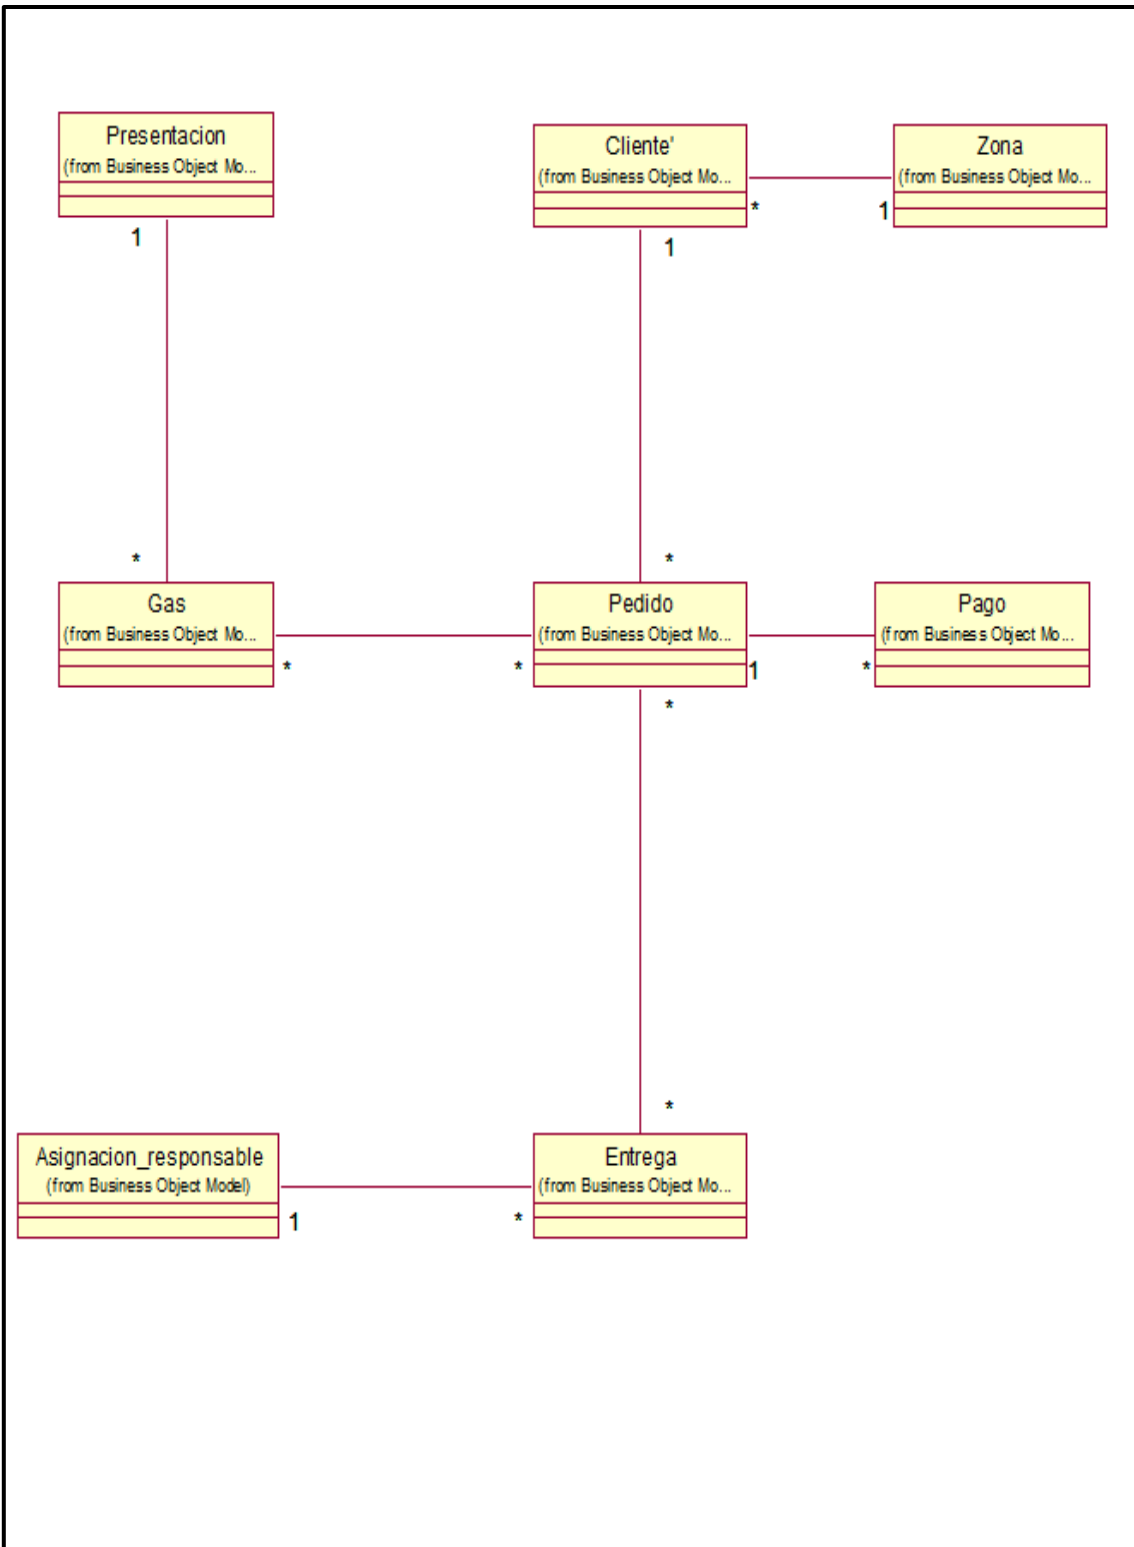 Presentacion
(from Business Object Mo...
1
Cliente'
(from Business Object Mo...
*
1
Zona
(from Business Object Mo...
1
*
Gas
(from Business Object Mo...
*
*
Pedido
(from Business Object Mo...
*
1
*
Pago
(from Business Object Mo...
*
*
Asignacion_responsable
(from Business Object Model)
1
*
Entrega
(from Business Object Mo...